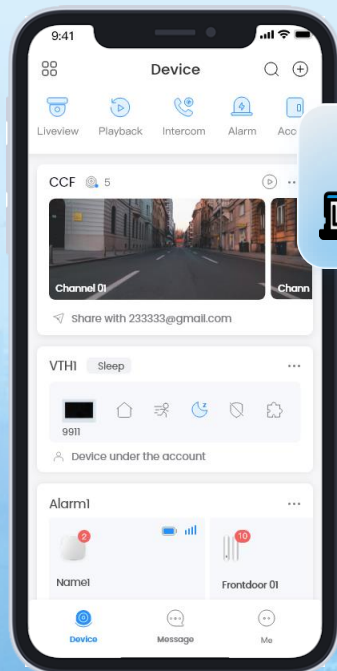 9:41
Device
Liveview Playback Intercom Alarm Acc
CCF 5
Channel 01
Chann
Share with 233333@gmail.com
VTH1 Sleep
9911
Device under the account
Alarm1
2
10
Name1
Frontdoor 01
Device Message Me